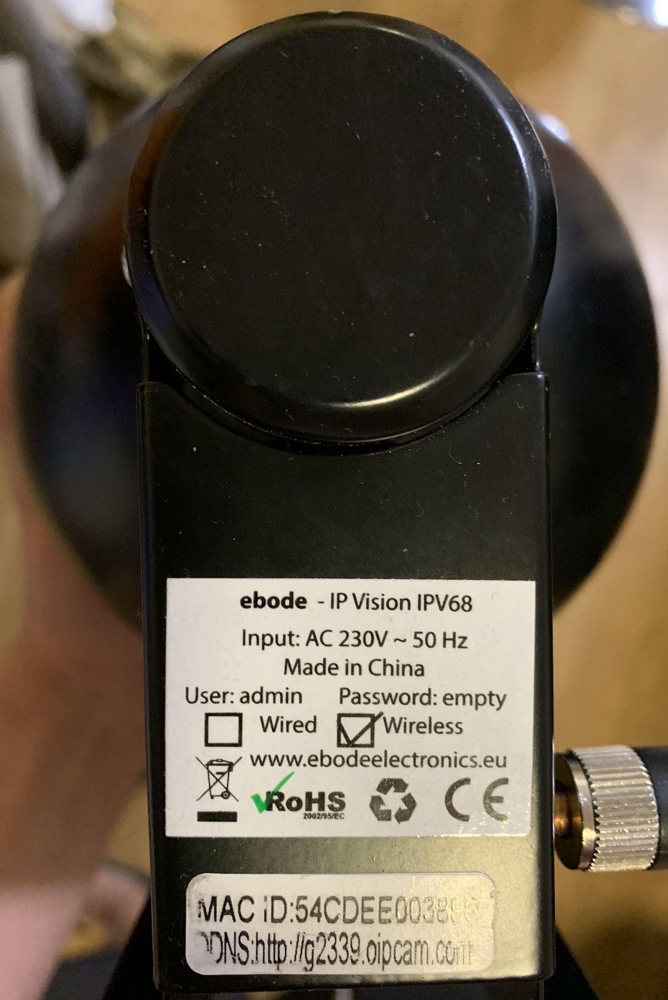 ebode - IP Vision IPV68
Input: AC 230V ~ 50 Hz
Made in China
User: admin Password: empty
Wired Wireless
www.ebodeelectronics.eu
RoHS
2002/95/EC
CE
MAC iD:54CDEE003896
DDNS:http://g2339.oipcam.com